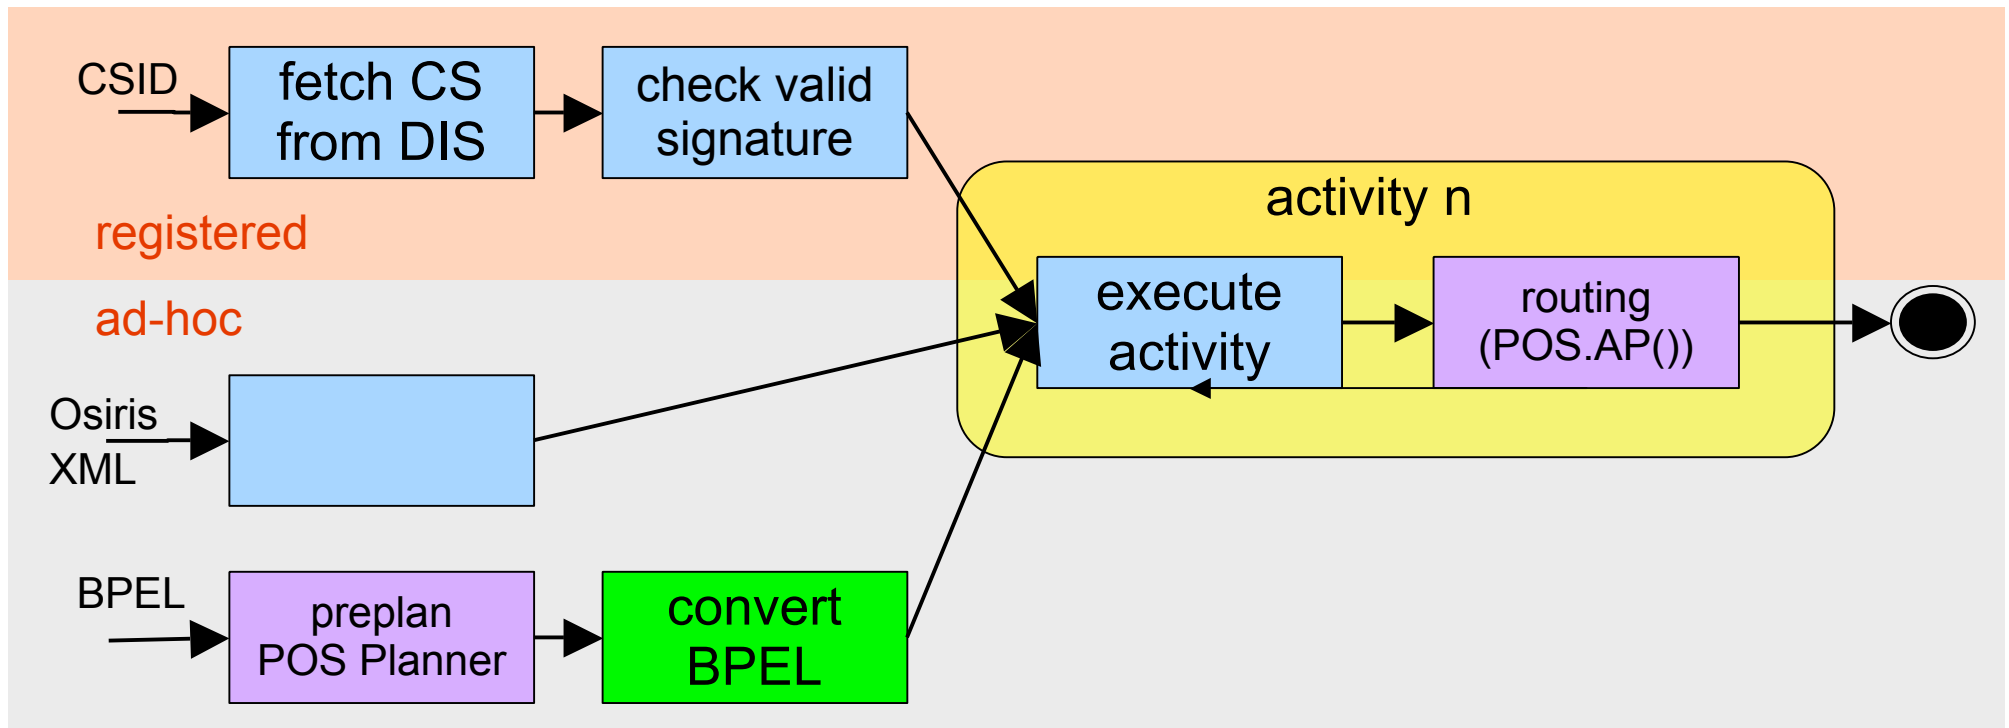 CSID
fetch CS
from DIS
check valid
signature
registered
activity n
execute
activity
routing
(POS.AP())
ad-hoc
Osiris
XML
BPEL
preplan
POS Planner
convert
BPEL